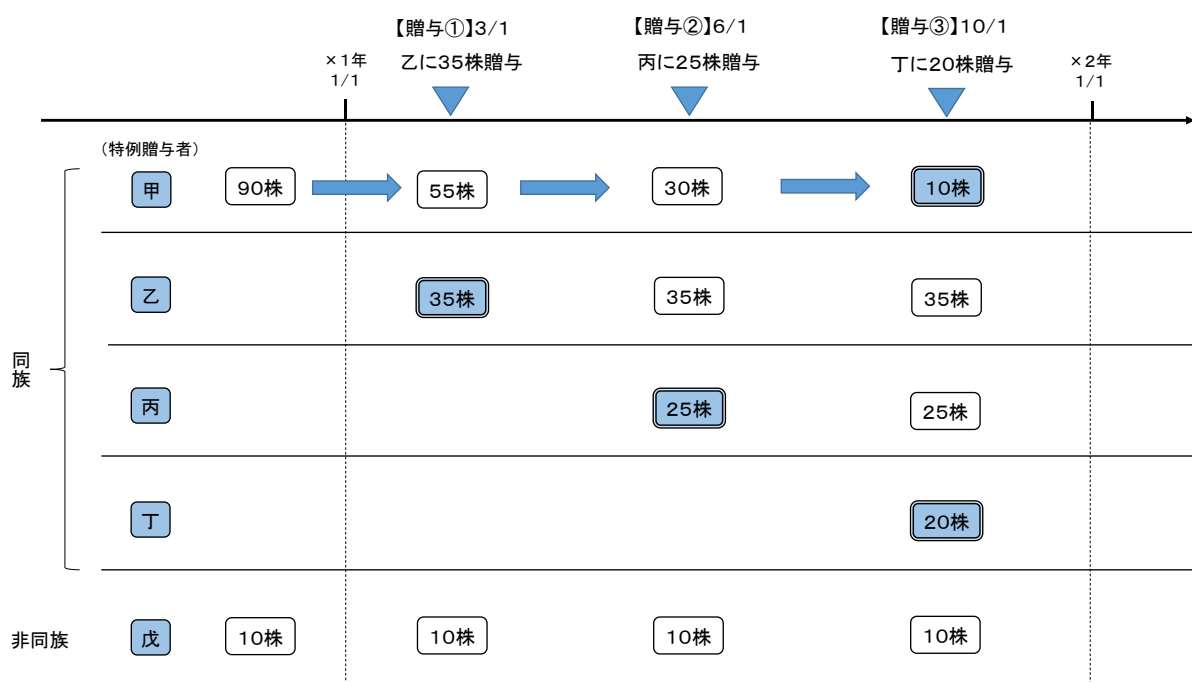 【贈与①】3/1
乙に35株贈与
【贈与②】6/1
丙に25株贈与
【贈与③】10/1
丁に20株贈与
×1年
1/1
×2年
1/1
(特例贈与者)
甲
90株
55株
30株
10株
乙
35株
35株
35株
同族
丙
25株
25株
丁
20株
非同族
戊
10株
10株
10株
10株